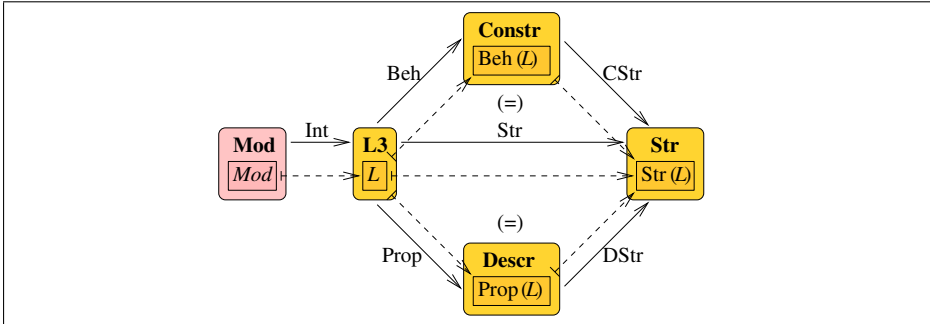 Constr
Beh (L)
Beh
CStr
(=)
Int
Str
Mod
Mod
L3
L
Str
Str (L)
(=)
Prop
Descr
DStr
Prop (L)